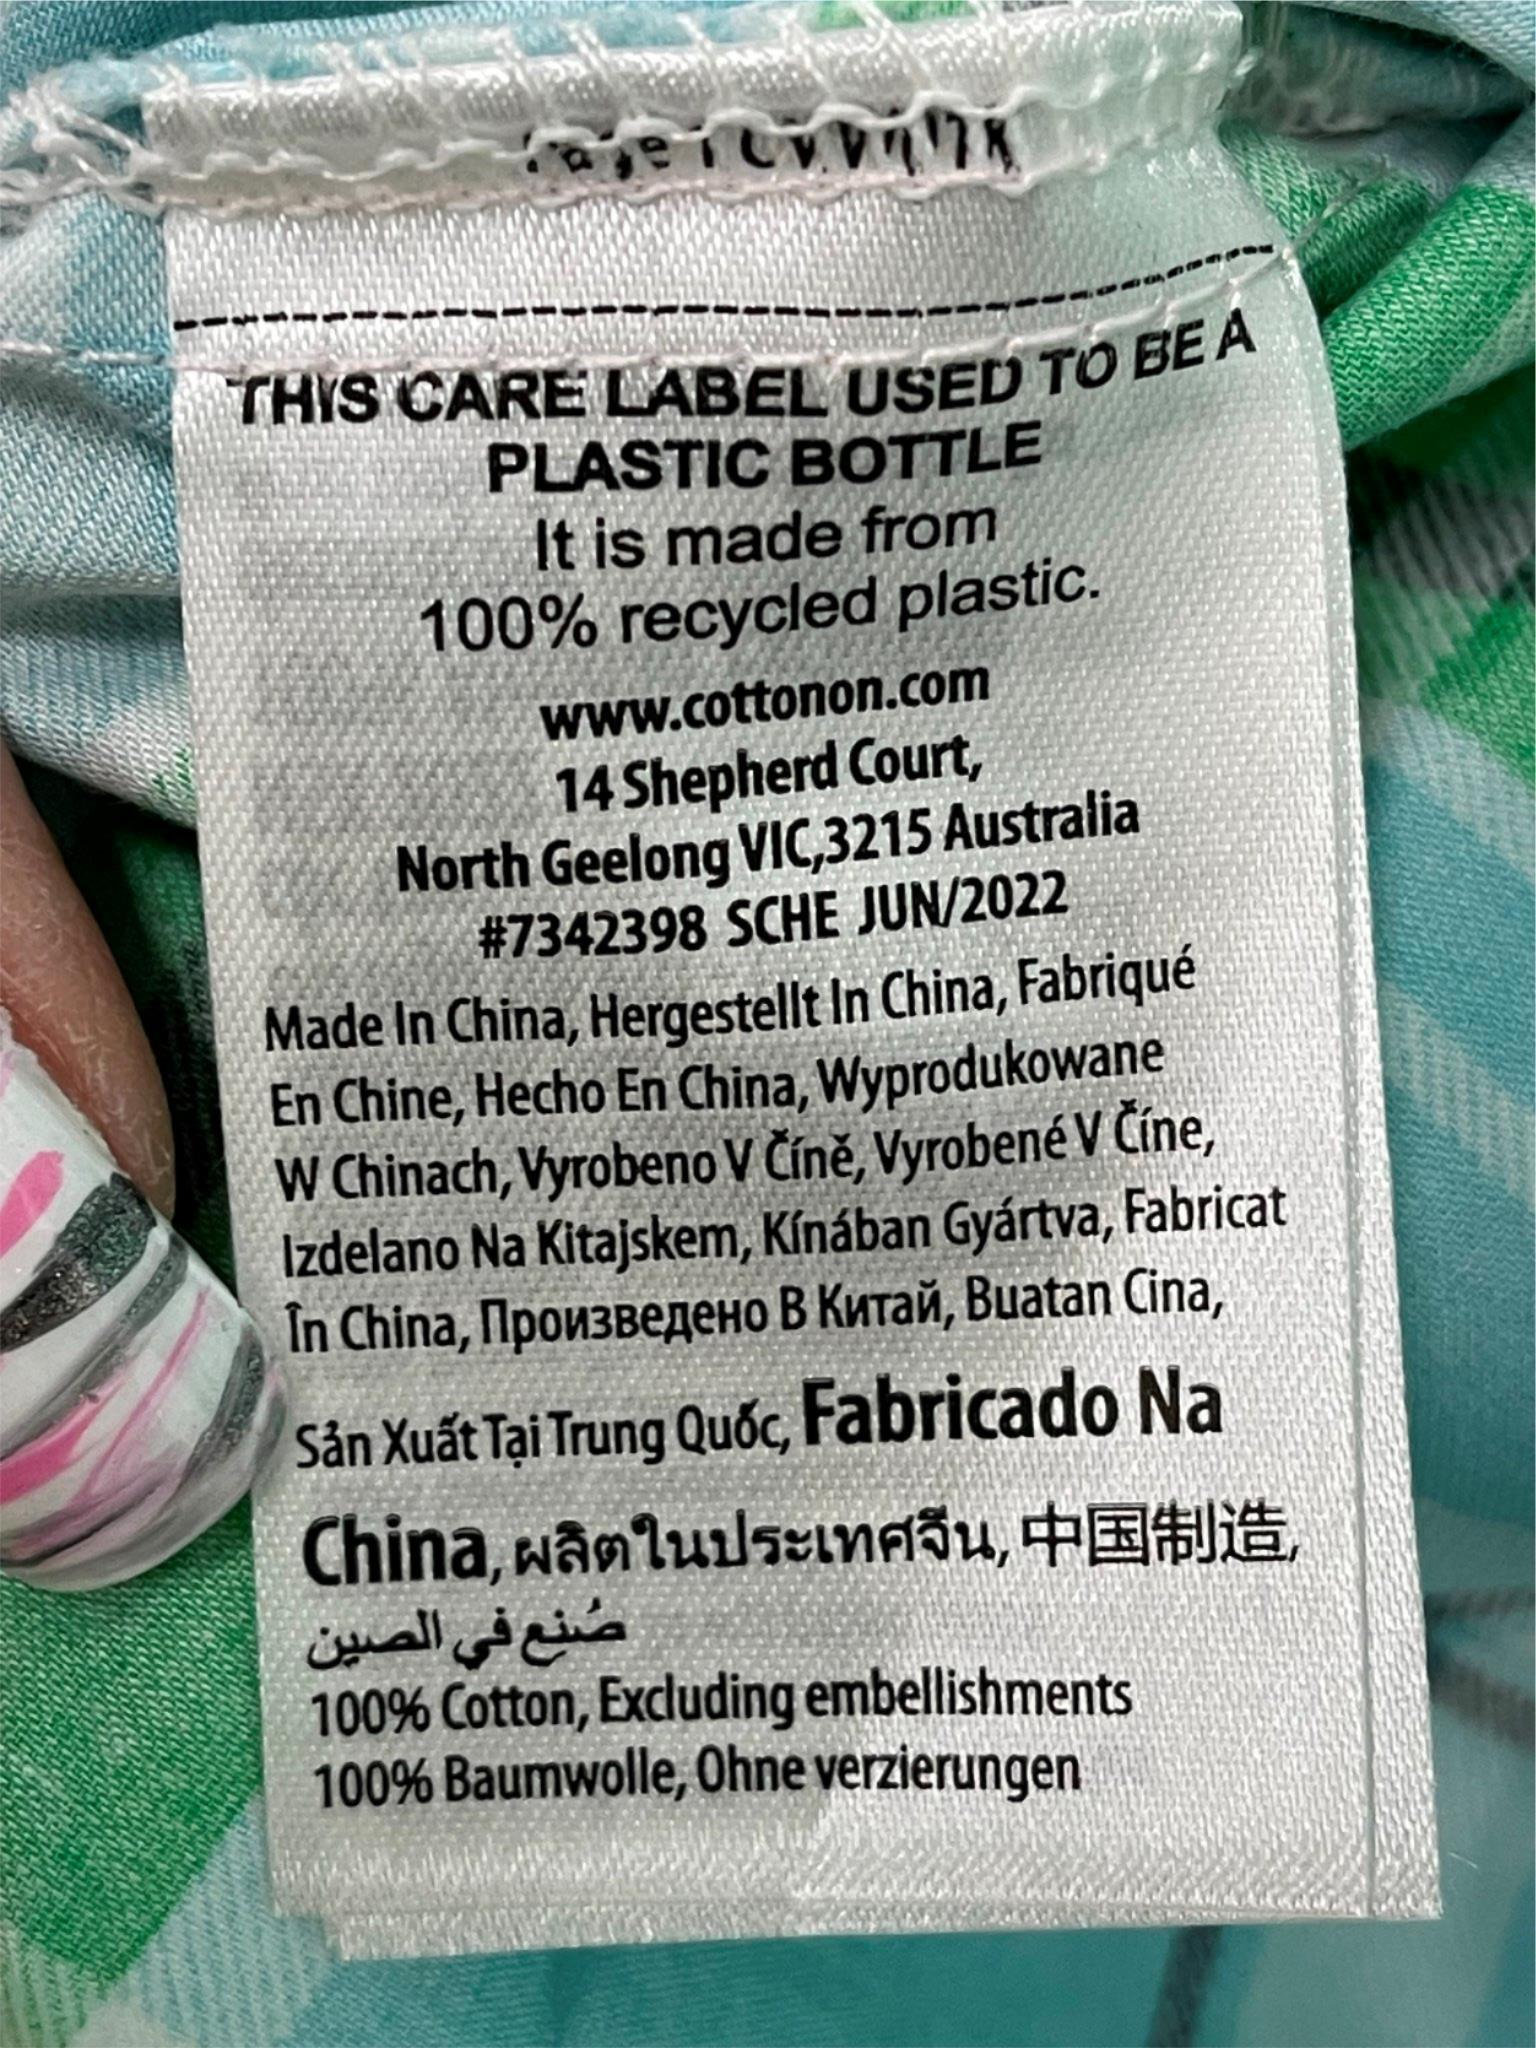 THIS CARE LABEL USED TO BE A
PLASTIC BOTTLE
It is made from
100% recycled plastic.
www.cottonon.com
14 Shepherd Court,
North Geelong VIC,3215 Australia
#7342398 SCHE JUN/2022
Made In China, Hergestellt In China, Fabriqué
En Chine, Hecho En China, Wyprodukowane
W Chinach, Vyrobeno V Číně, Vyrobené V Číne,
Izdelano Na Kitajskem, Kínában Gyártva, Fabricat
În China, Произведено В Китай, Buatan Cina,
Sản Xuất Tại Trung Quốc, Fabricado Na
China, ผลิตในประเทศจีน, 中国制造,
صُنع في الصين
100% Cotton, Excluding embellishments
100% Baumwolle, Ohne verzierungen